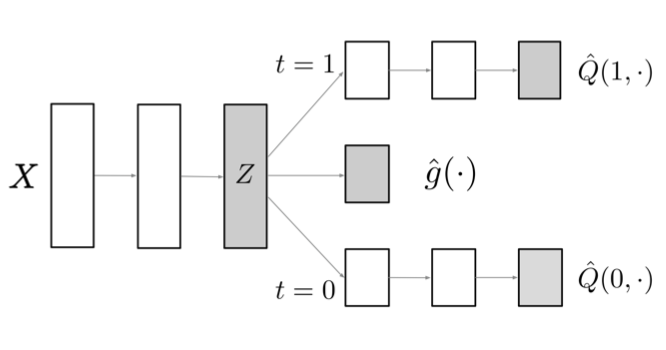 t = 1
Q̂(1, ·)
X
Z
ĝ(·)
t = 0
Q̂(0, ·)